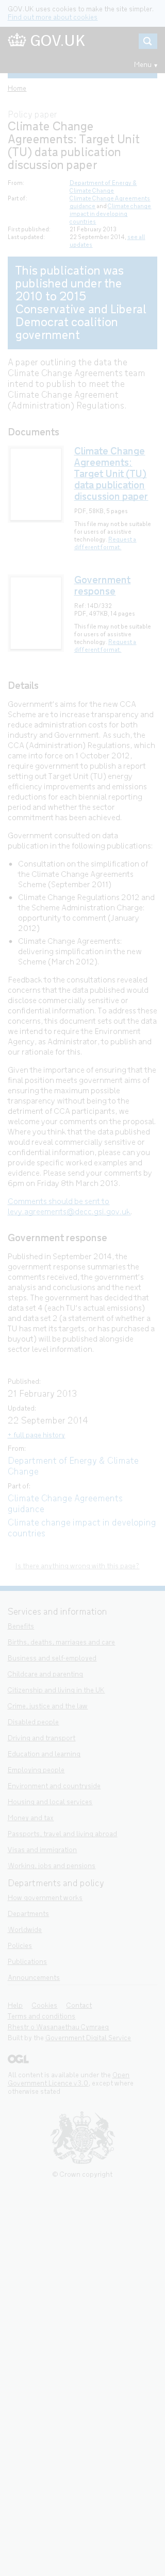 GOV.UK uses cookies to make the site simpler.
Find out more about cookies
GOV.UK
Menu
Home
Policy paper
Climate Change
Agreements: Target Unit
(TU) data publication
discussion paper
From:
Department of Energy &
Climate Change
Part of:
Climate Change Agreements
guidance and Climate change
impact in developing
countries
First published:
21 February 2013
Last updated:
22 September 2014, see all
updates
This publication was
published under the
2010 to 2015
Conservative and Liberal
Democrat coalition
government
A paper outlining the data the
Climate Change Agreements team
intend to publish to meet the
Climate Change Agreement
(Administration) Regulations.
Documents
Climate Change
Agreements:
Target Unit (TU)
data publication
discussion paper
PDF, 59KB, 5 pages
This file may not be suitable
for users of assistive
technology. Request a
different format.
Government
response
Ref: 14D/332
PDF, 497KB, 14 pages
This file may not be suitable
for users of assistive
technology. Request a
different format.
Details
Government's aims for the new CCA
Scheme are to increase transparency and
reduce administration costs for both
industry and Government. As such, the
CCA (Administration) Regulations, which
came into force on 1 October 2012,
require government to publish a report
setting out Target Unit (TU) energy
efficiency improvements and emissions
reductions for each biennial reporting
period and whether the sector
commitment has been achieved.
Government consulted on data
publication in the following publications:
• Consultation on the simplification of
the Climate Change Agreements
Scheme (September 2011)
• Climate Change Regulations 2012 and
the Scheme Administration Charge:
opportunity to comment (January
2012)
• Climate Change Agreements:
delivering simplification in the new
Scheme (March 2012).
Feedback to the consultations revealed
concerns that the data published would
disclose commercially sensitive or
confidential information. To address these
concerns, this document sets out the data
we intend to require the Environment
Agency, as Administrator, to publish and
our rationale for this.
Given the importance of ensuring that the
final position meets government aims of
ensuring the maximum possible
transparency without being to the
detriment of CCA participants, we
welcome your comments on the proposal.
Where you believe that this information
would reveal commercially sensitive or
confidential information, please can you
provide us with specific examples and
evidence. Please send your comments by
6pm on Friday 8th March 2013.
Comments should be sent to
levy.agreements@decc.gsi.gov.uk.
Government response
Published in September 2014, the
government response summaries the
comments received, the government's
analysis and conclusions and the next
steps. The government has decided that
data set 4 (each TU's actual emissions)
and data set 2 (a statement of whether a
TU has met its target, or bought or
surplus) will be published alongside
sector level information.
Published:
21 February 2013
Updated:
22 September 2014
+ full page history
From:
Department of Energy & Climate
Change
Part of:
Climate Change Agreements
guidance
Climate change impact in developing
countries
Is there anything wrong with this page?
Services and information
Benefits
Births, deaths, marriages and care
Business and self-employed
Childcare and parenting
Citizenship and living in the UK
Crime, justice and the law
Disabled people
Driving and transport
Education and learning
Employing people
Environment and countryside
Housing and local services
Money and tax
Passports, travel and living abroad
Visas and immigration
Working, jobs and pensions
Departments and policy
How government works
Departments
Worldwide
Policies
Publications
Announcements
Help
Cookies
Contact
Terms and conditions
Rhestr o Wasanaethau Cymraeg
Built by the Government Digital Service
OGL
All content is available under the Open
Government Licence v3.0, except where
otherwise stated
© Crown copyright